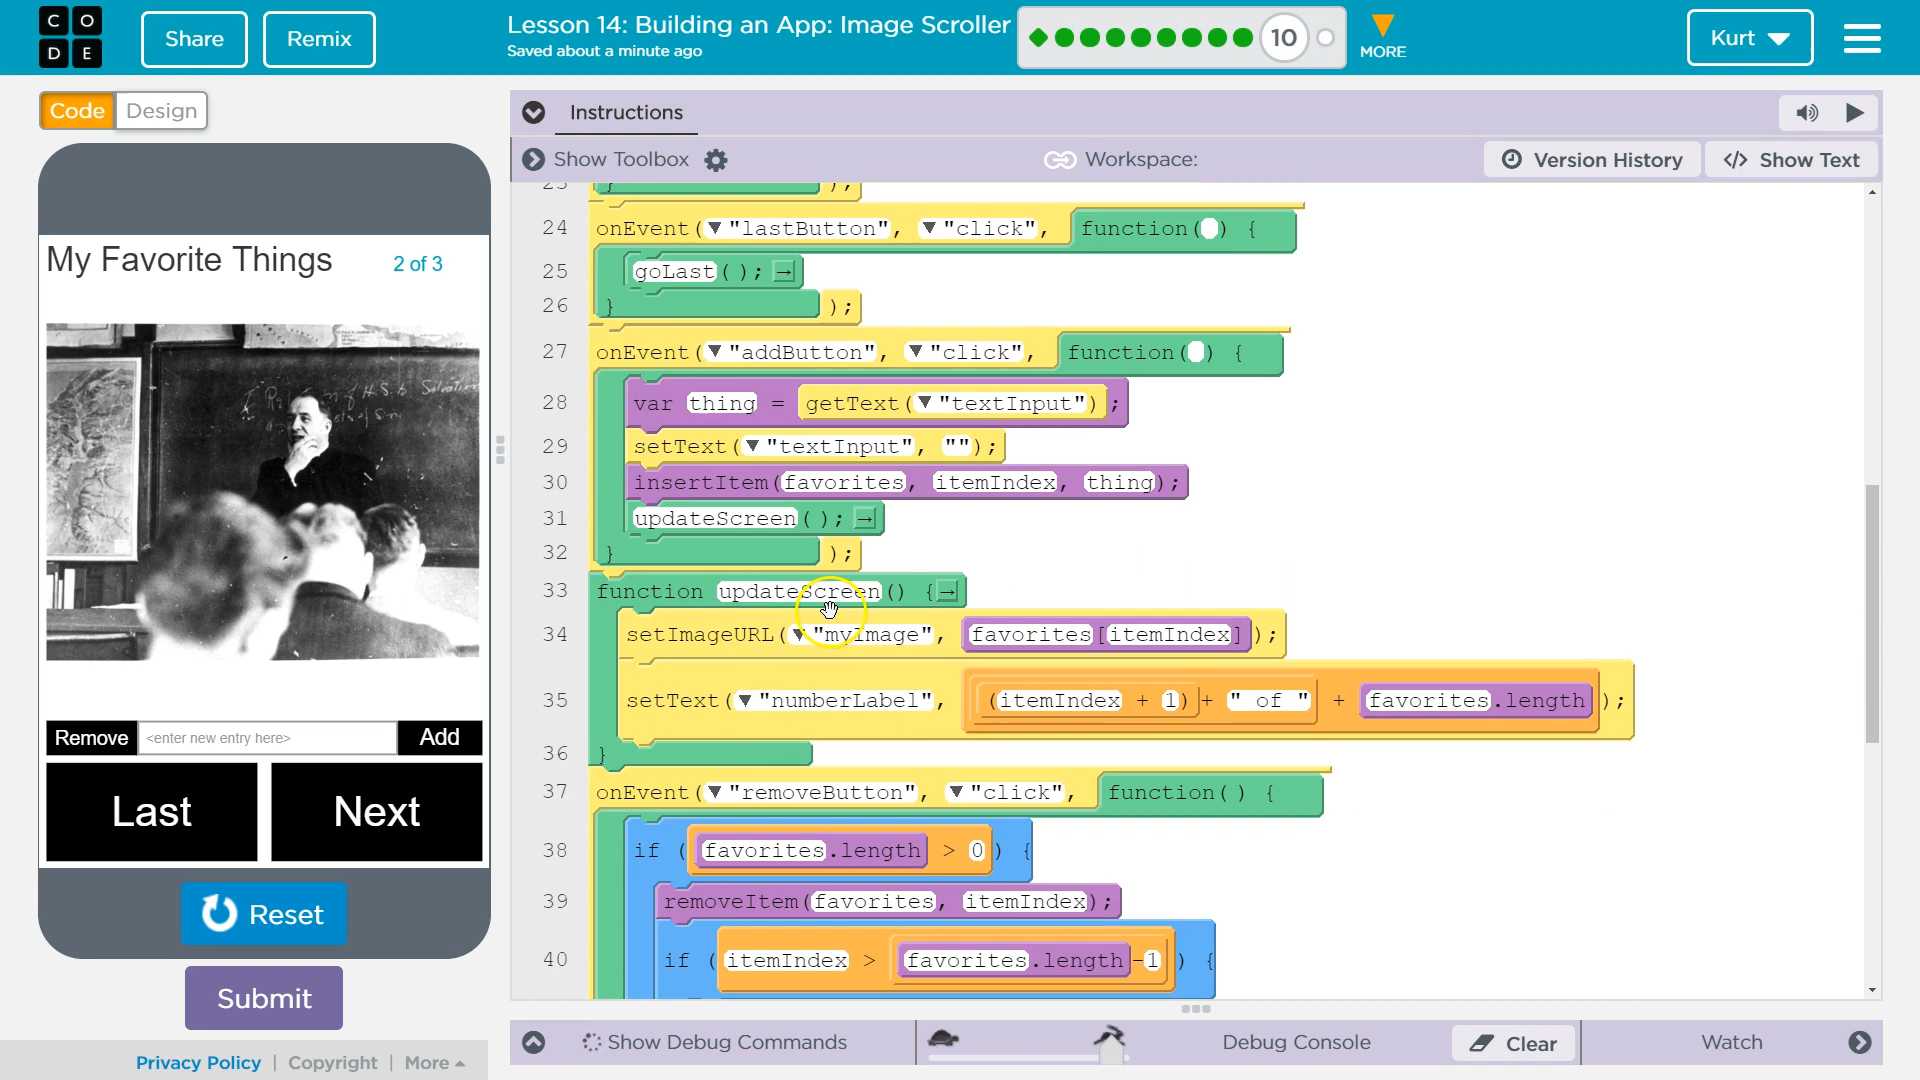 CODE
Share
Remix
Lesson 14: Building an App: Image Scroller
Saved about a minute ago
10
MORE
Kurt
Code
Design
Instructions
Show Toolbox
Workspace:
Version History
</> Show Text
My Favorite Things
2 of 3
Remove
<enter new entry here>
Add
Last
Next
Reset
Submit
Privacy Policy | Copyright | More
24 onEvent(▼"lastButton", ▼"click", function( ) {
25 goLast( );
26 } );
27 onEvent(▼"addButton", ▼"click", function( ) {
28 var thing = getText(▼"textInput");
29 setText(▼"textInput", "");
30 insertItem(favorites, itemIndex, thing);
31 updateScreen( );
32 } );
33 function updateScreen() {
34 setImageURL(▼"myImage", favorites[itemIndex]);
35 setText(▼"numberLabel", (itemIndex + 1) + " of " + favorites.length);
36 }
37 onEvent(▼"removeButton", ▼"click", function( ) {
38 if (favorites.length > 0) {
39 removeItem(favorites, itemIndex);
40 if (itemIndex > favorites.length-1) {
Show Debug Commands
Debug Console
Clear
Watch